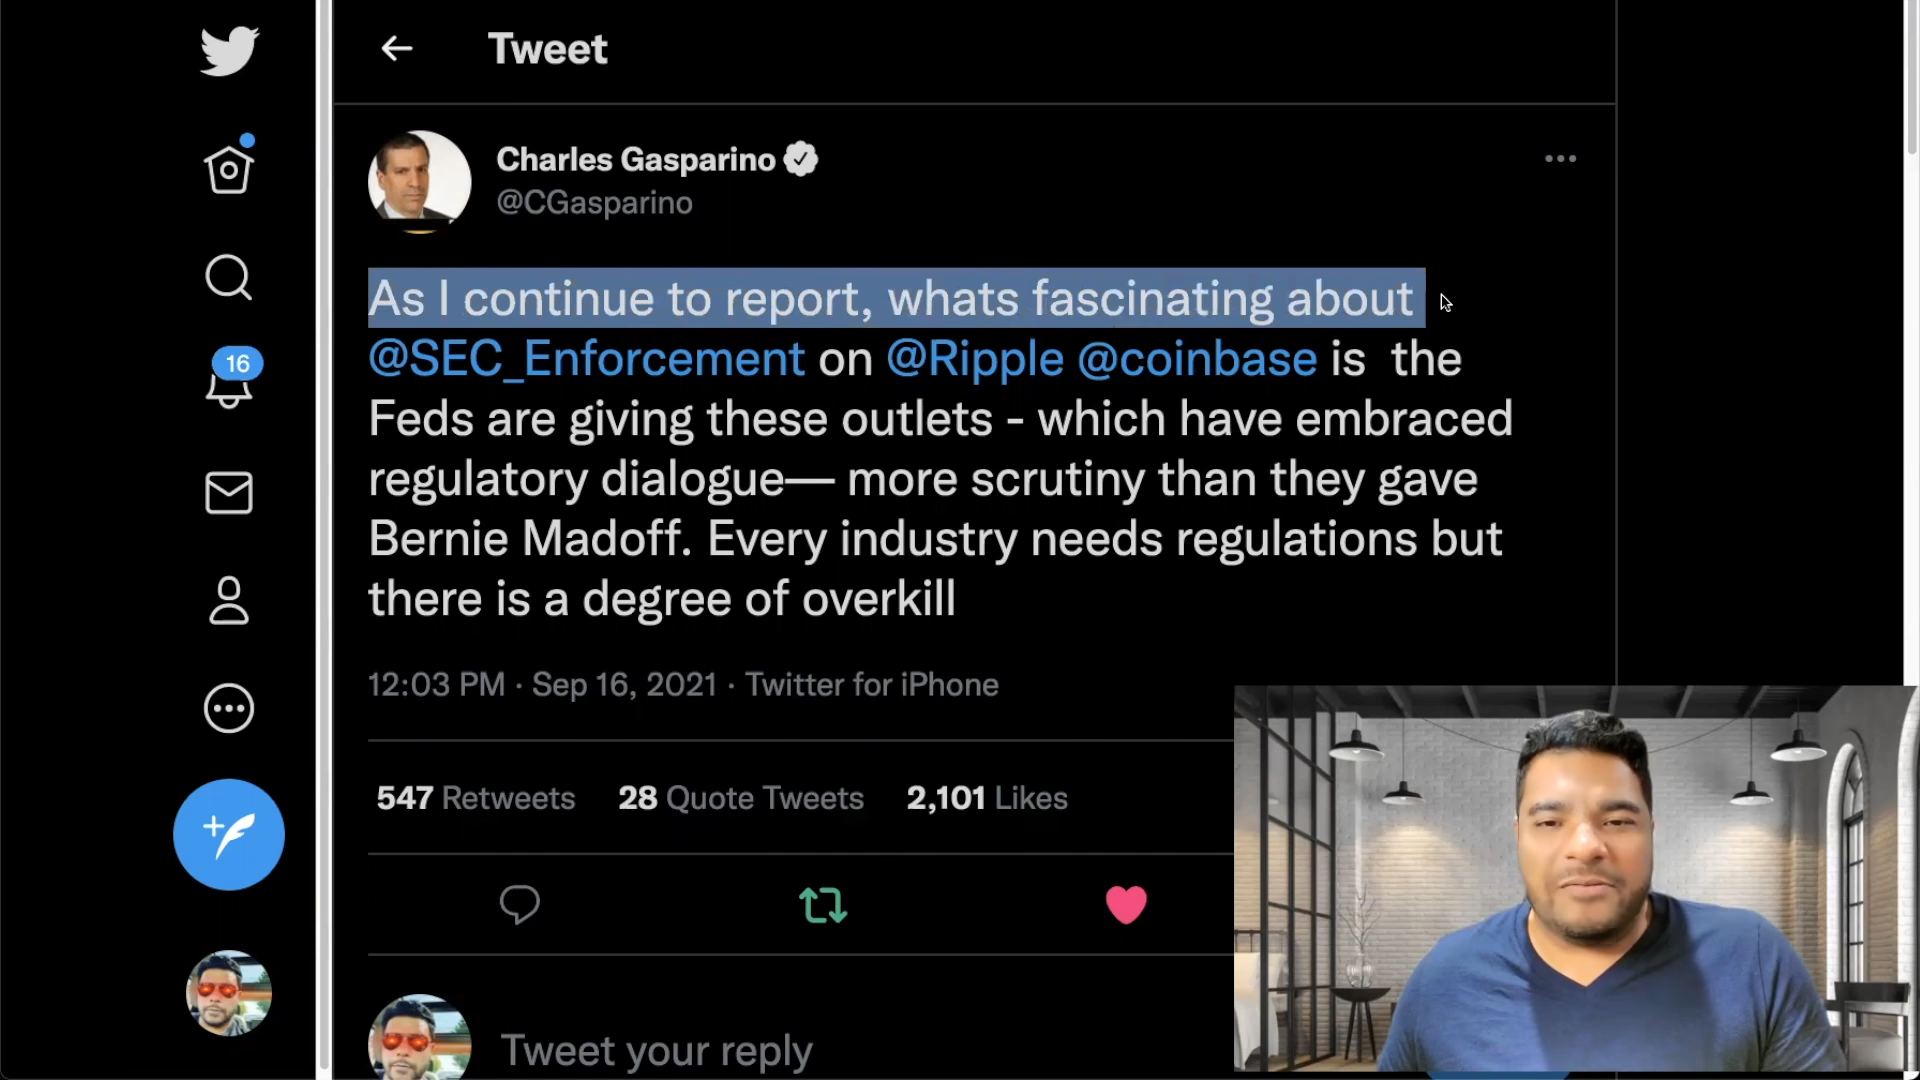 Tweet
Charles Gasparino
@CGasparino
As I continue to report, whats fascinating about
@SEC_Enforcement on @Ripple @coinbase is  the
Feds are giving these outlets - which have embraced
regulatory dialogue— more scrutiny than they gave
Bernie Madoff. Every industry needs regulations but
there is a degree of overkill
12:03 PM · Sep 16, 2021 · Twitter for iPhone
547 Retweets 28 Quote Tweets 2,101 Likes
Tweet your reply
16